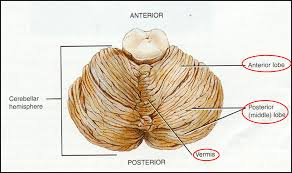 ANTERIOR
Anterior lobe
Cerebellar
hemisphere
Posterior
(middle) lobe
Vermis
POSTERIOR